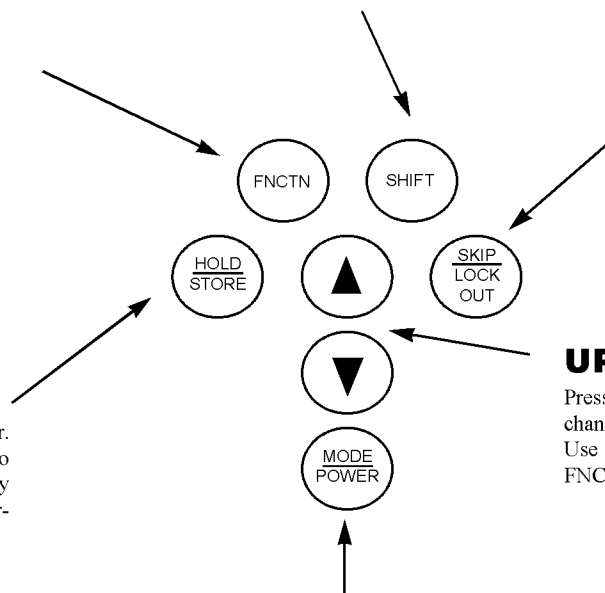 FNCTN
SHIFT
HOLD
STORE
SKIP
LOCK
OUT
MODE
POWER
UP
Press
chan
Use
FNC
r.
o
y
r-